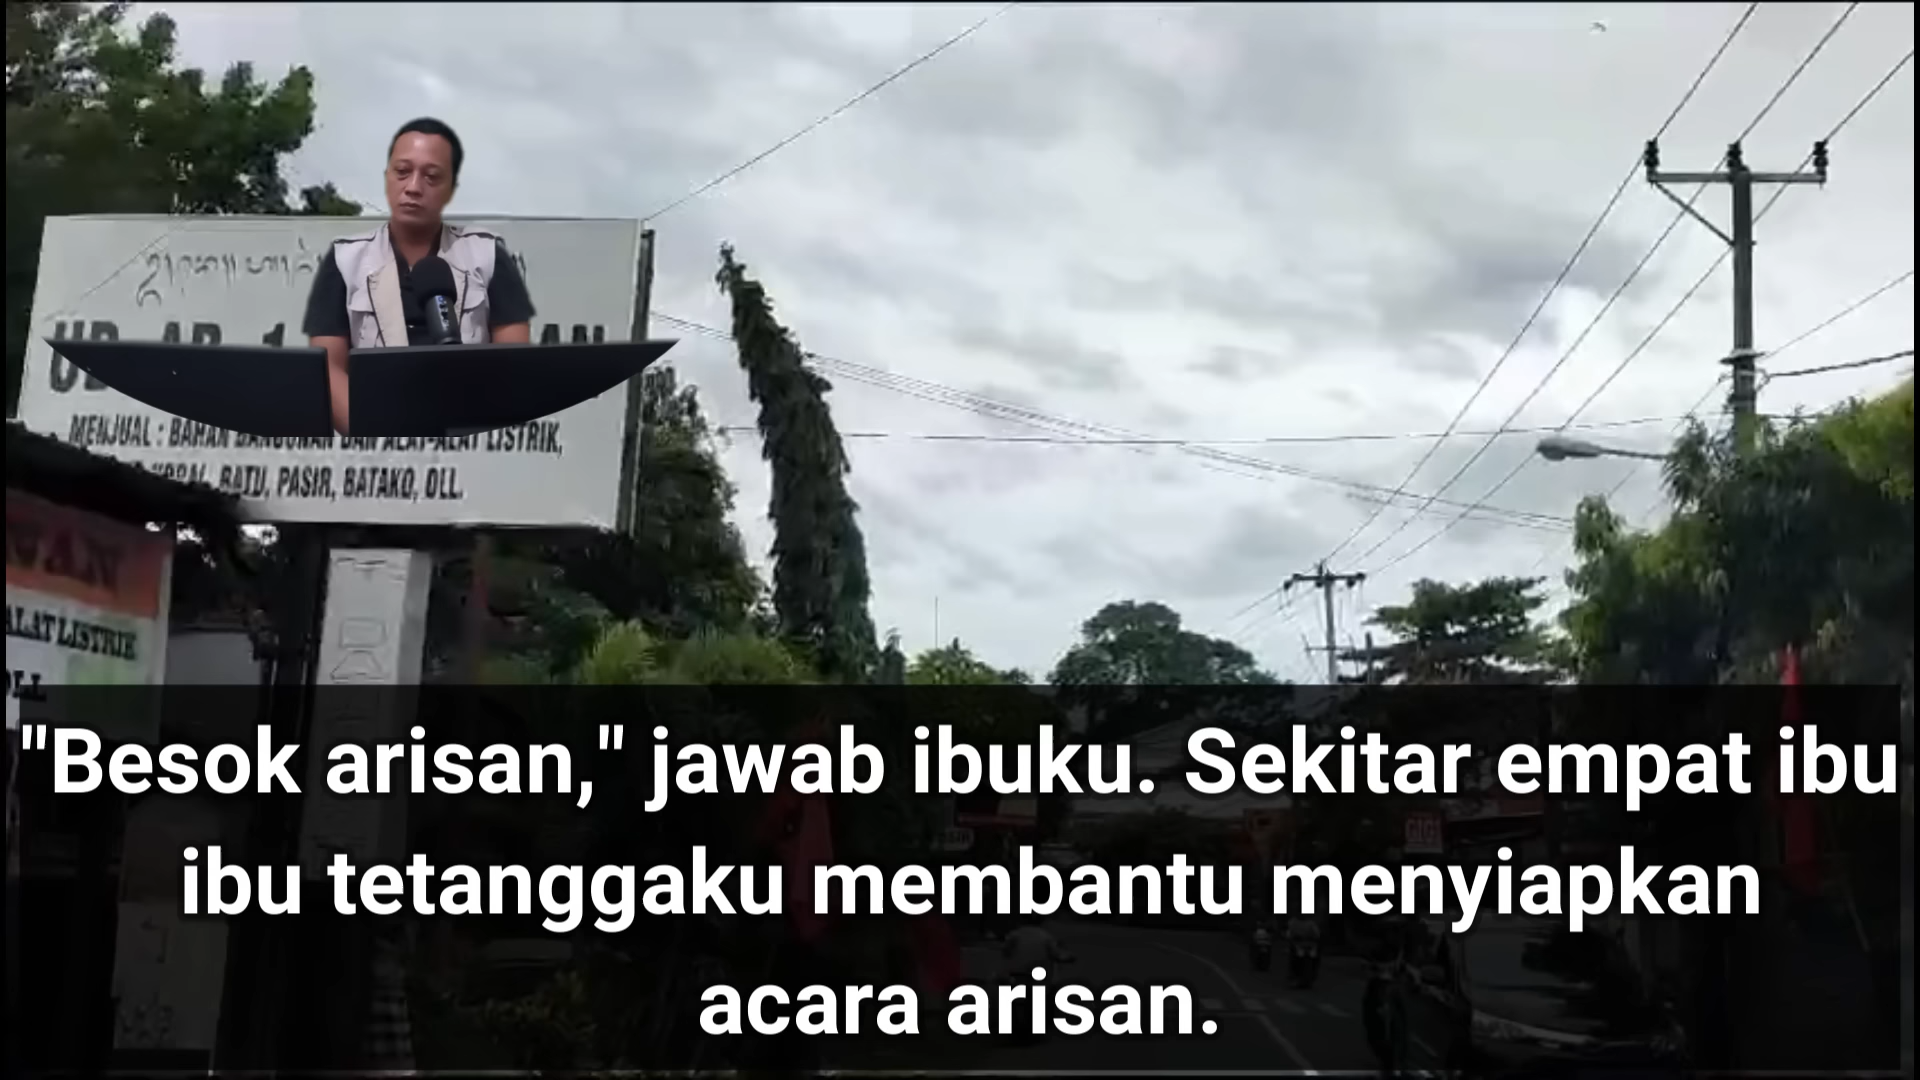 MENJUAL : BAHAN BANGUNAN DAN ALAT-ALAT LISTRIK,
BATU, PASIR, BATAKO, DLL.
ALAT LISTRIK
DLL
"Besok arisan," jawab ibuku. Sekitar empat ibu
ibu tetanggaku membantu menyiapkan
acara arisan.